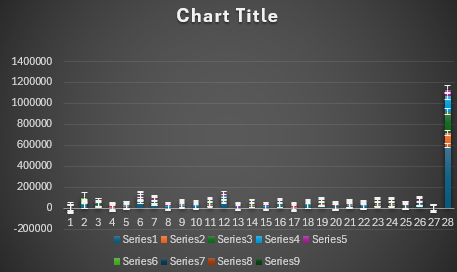 Chart Title
1400000
1200000
1000000
800000
600000
400000
200000
0
-200000
1 2 3 4 5 6 7 8 9 10 11 12 13 14 15 16 17 18 19 20 21 22 23 24 25 26 27 28
Series1 Series2 Series3 Series4 Series5
Series6 Series7 Series8 Series9